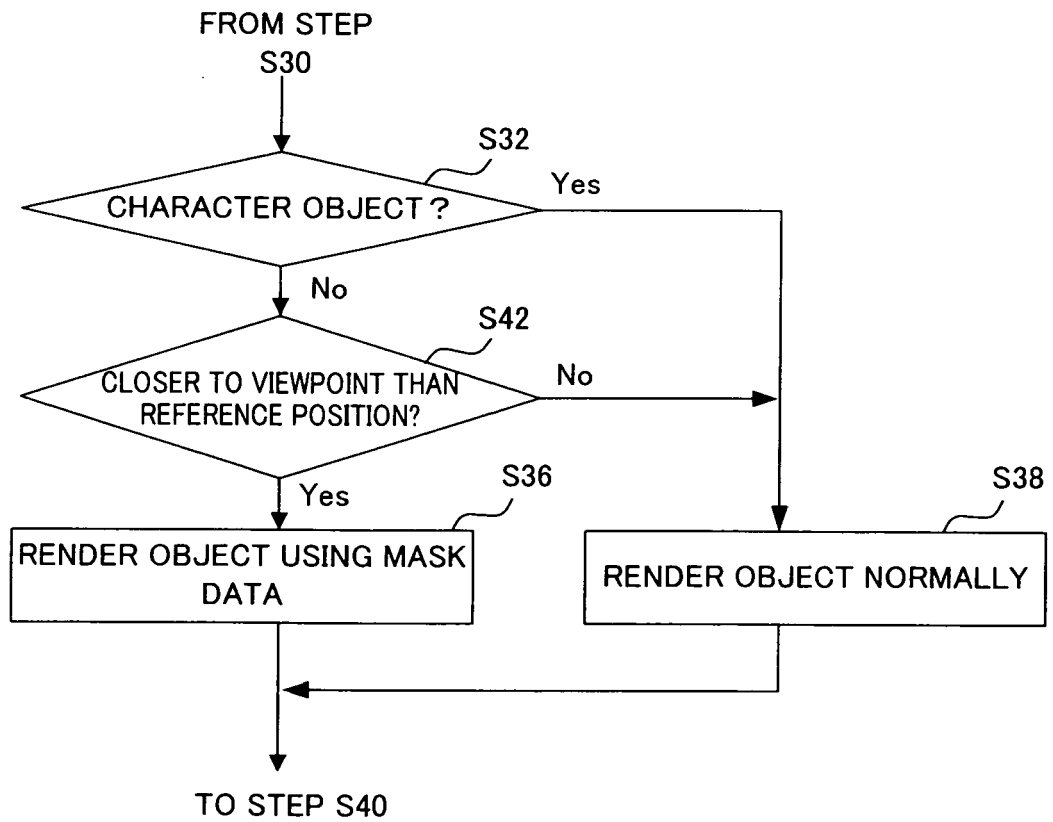 FROM STEP
S30
S32
Yes
CHARACTER OBJECT?
No
S42
CLOSER TO VIEWPOINT THAN
REFERENCE POSITION?
No
Yes
S36
S38
RENDER OBJECT USING MASK
DATA
RENDER OBJECT NORMALLY
TO STEP S40